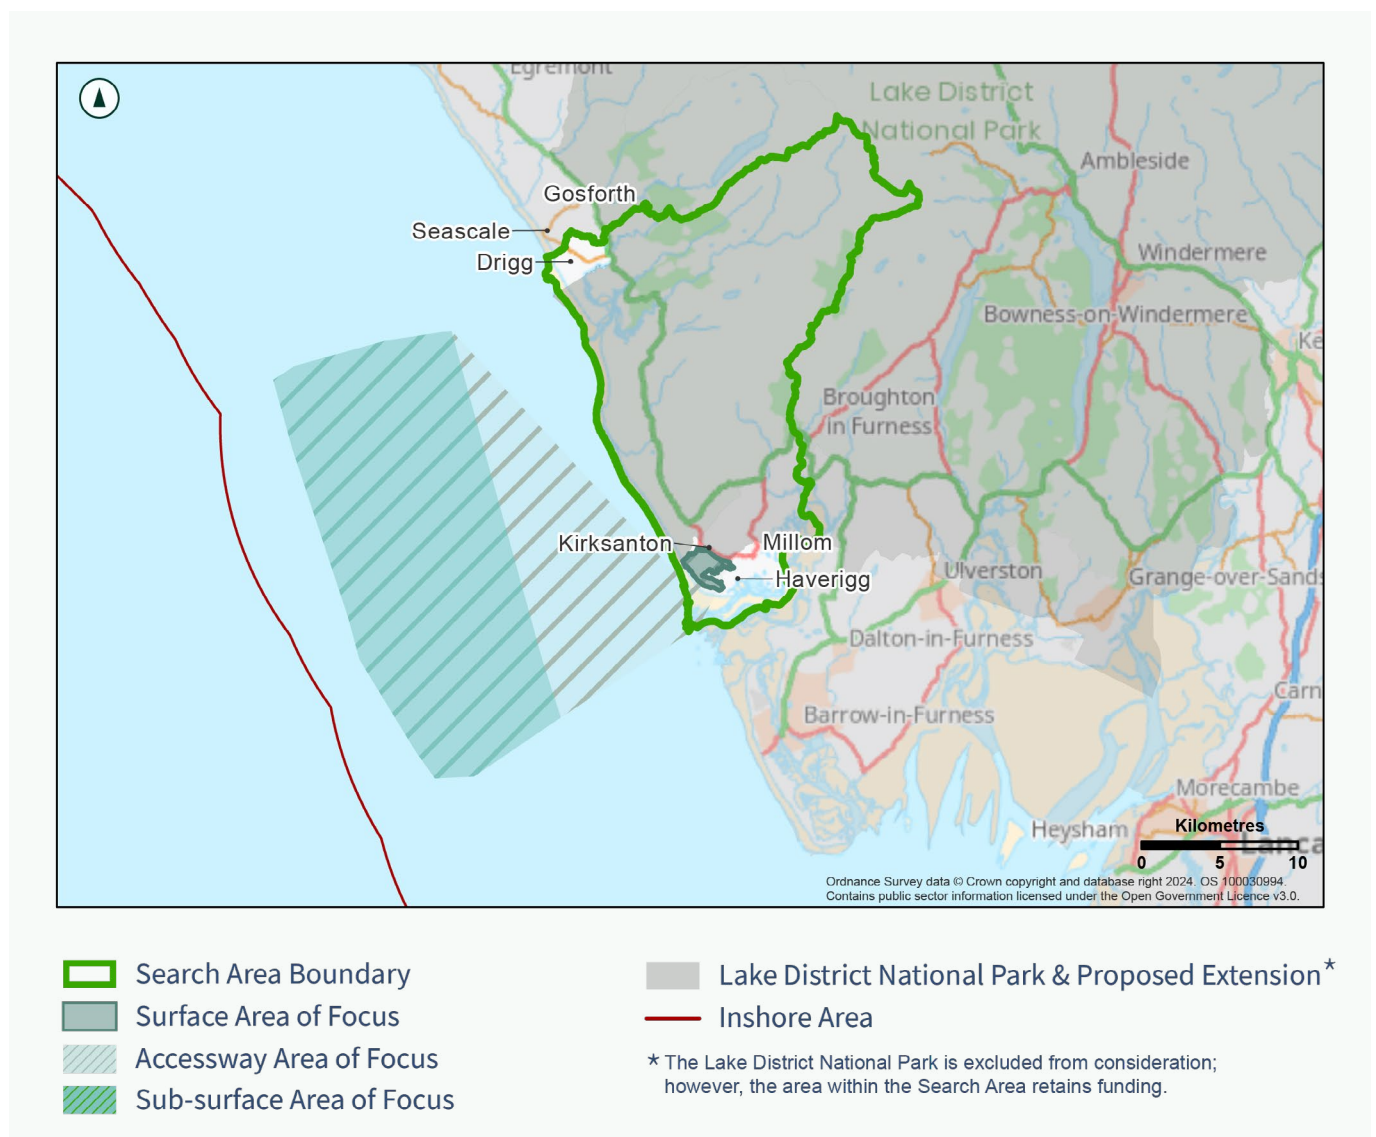 Egremont
Lake District
National Park
Ambleside
Gosforth
Seascale
Drigg
Windermere
Bowness-on-Windermere
Ke
Broughton
in Furness
Kirksanton
Millom
Haverigg
Ulverston
Grange-over-Sands
Dalton-in-Furness
Carn
Barrow-in-Furness
Morecambe
Heysham
Kilometres
Lanca
0 5 10
Ordnance Survey data © Crown copyright and database right 2024. OS 100030994.
Contains public sector information licensed under the Open Government Licence v3.0.
Search Area Boundary
Surface Area of Focus
Accessway Area of Focus
Sub-surface Area of Focus
Lake District National Park & Proposed Extension*
Inshore Area
* The Lake District National Park is excluded from consideration;
however, the area within the Search Area retains funding.